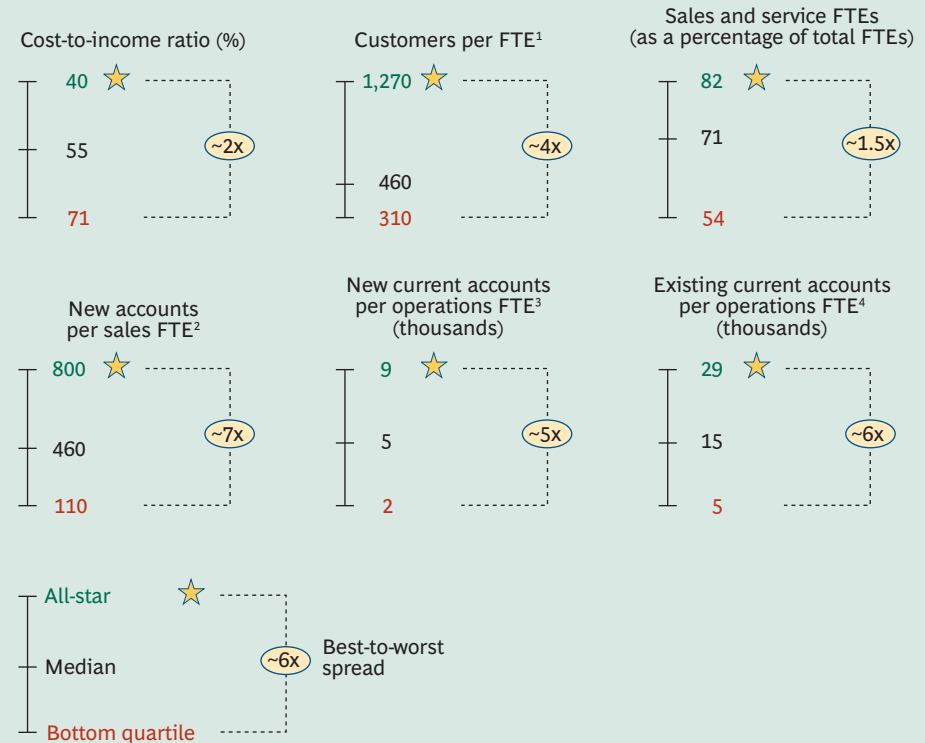 Cost-to-income ratio (%)
40
55
71
~2x
Customers per FTE¹
1,270
460
310
~4x
Sales and service FTEs
(as a percentage of total FTEs)
82
71
54
~1.5x
New accounts
per sales FTE²
800
460
110
~7x
New current accounts
per operations FTE³
(thousands)
9
5
2
~5x
Existing current accounts
per operations FTE⁴
(thousands)
29
15
5
~6x
All-star
Median
Bottom quartile
~6x
Best-to-worst
spread